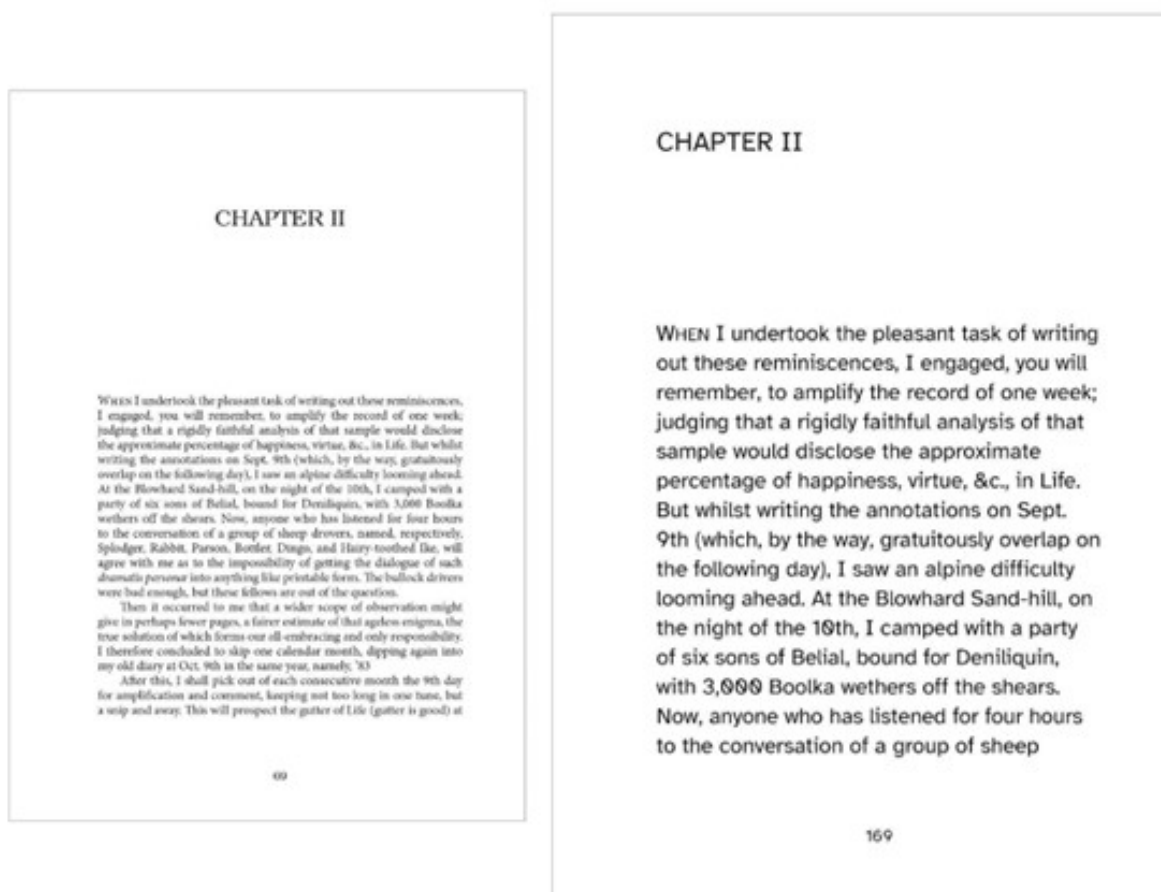 CHAPTER II
WHEN I undertook the pleasant task of writing out these reminiscences,
I engaged, you will remember, to amplify the record of one week;
judging that a rigidly faithful analysis of that sample would disclose
the approximate percentage of happiness, virtue, &c., in Life. But whilst
writing the annotations on Sept. 9th (which, by the way, gratuitously
overlap on the following day), I saw an alpine difficulty looming ahead.
At the Blowhard Sand-hill, on the night of the 10th, I camped with a
party of six sons of Belial, bound for Deniliquin, with 3,000 Boolka
wethers off the shears. Now, anyone who has listened for four hours
to the conversation of a group of sheep drovers, named, respectively,
Splodger, Rabbit, Parson, Bottler, Dingo, and Hairy-toothed Ike, will
agree with me as to the impossibility of getting the dialogue of such
dramatis personæ into anything like printable form. The bullock drivers
were bad enough, but these fellows are out of the question.
Then it occurred to me that a wider scope of observation might
give in perhaps fewer pages, a fairer estimate of that ageless enigma, the
true solution of which forms our all-embracing and only responsibility.
I therefore concluded to skip one calendar month, dipping again into
my old diary at Oct. 9th in the same year, namely, '83
After this, I shall pick out of each consecutive month the 9th day
for amplification and comment, keeping not too long in one tune, but
a snip and away. This will prospect the gutter of Life (gutter is good) at
69
CHAPTER II
WHEN I undertook the pleasant task of writing
out these reminiscences, I engaged, you will
remember, to amplify the record of one week;
judging that a rigidly faithful analysis of that
sample would disclose the approximate
percentage of happiness, virtue, &c., in Life.
But whilst writing the annotations on Sept.
9th (which, by the way, gratuitously overlap on
the following day), I saw an alpine difficulty
looming ahead. At the Blowhard Sand-hill, on
the night of the 10th, I camped with a party
of six sons of Belial, bound for Deniliquin,
with 3,000 Boolka wethers off the shears.
Now, anyone who has listened for four hours
to the conversation of a group of sheep
169